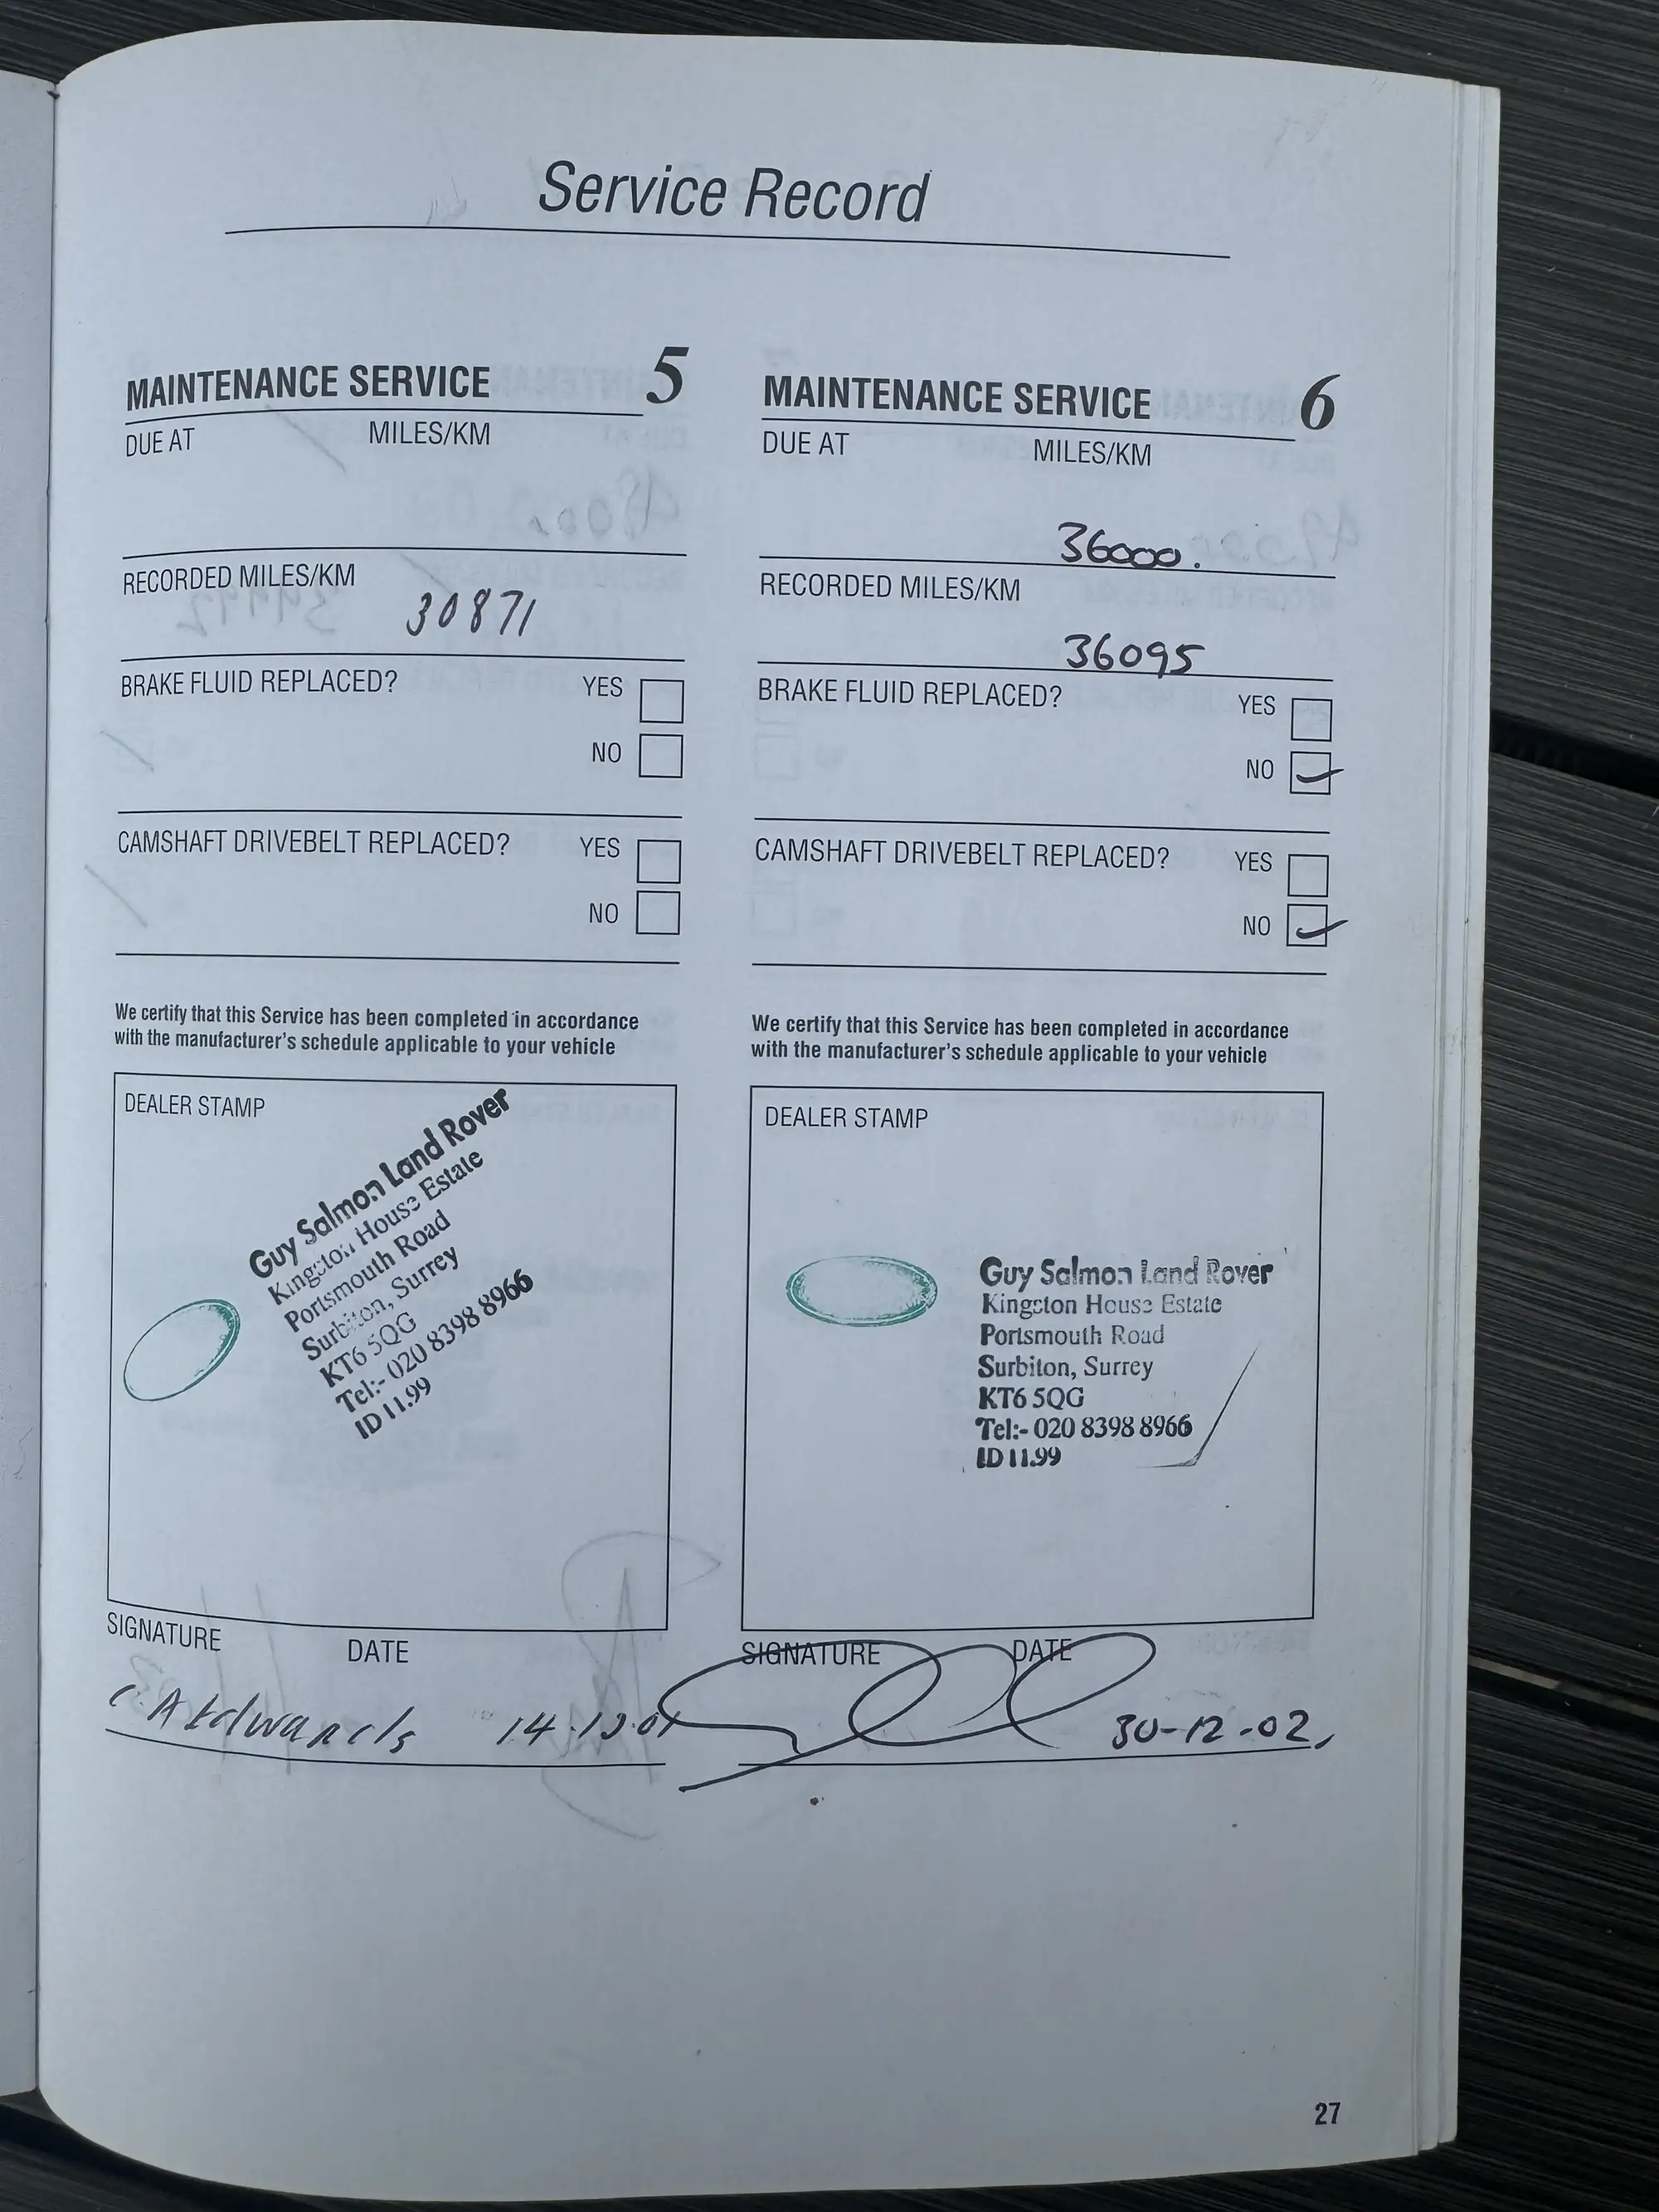 Service Record
MAINTENANCE SERVICE 5
DUE AT MILES/KM
RECORDED MILES/KM
30871
BRAKE FLUID REPLACED? YES
NO
CAMSHAFT DRIVEBELT REPLACED? YES
NO
We certify that this Service has been completed in accordance
with the manufacturer's schedule applicable to your vehicle
DEALER STAMP
Guy Salmon Land Rover
Kingston House Estate
Portsmouth Road
Surbiton, Surrey
KT6 5QG
Tel:- 020 8398 8966
ID 11.99
SIGNATURE DATE
MAINTENANCE SERVICE 6
DUE AT MILES/KM
36000.
RECORDED MILES/KM
36095
BRAKE FLUID REPLACED? YES
NO
CAMSHAFT DRIVEBELT REPLACED? YES
NO
We certify that this Service has been completed in accordance
with the manufacturer's schedule applicable to your vehicle
DEALER STAMP
Guy Salmon Land Rover
Kingston House Estate
Portsmouth Road
Surbiton, Surrey
KT6 5QG
Tel:- 020 8398 8966
ID 11.99
SIGNATURE DATE
30-12-02
27